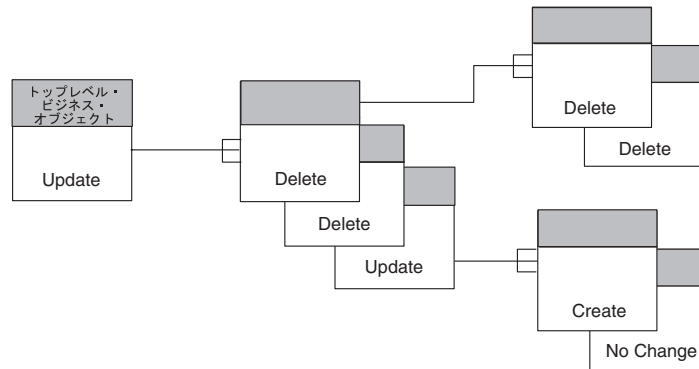 トップレベル・
ビジネス・
オブジェクト
Update
Delete
Delete
Update
Delete
Delete
Create
No Change